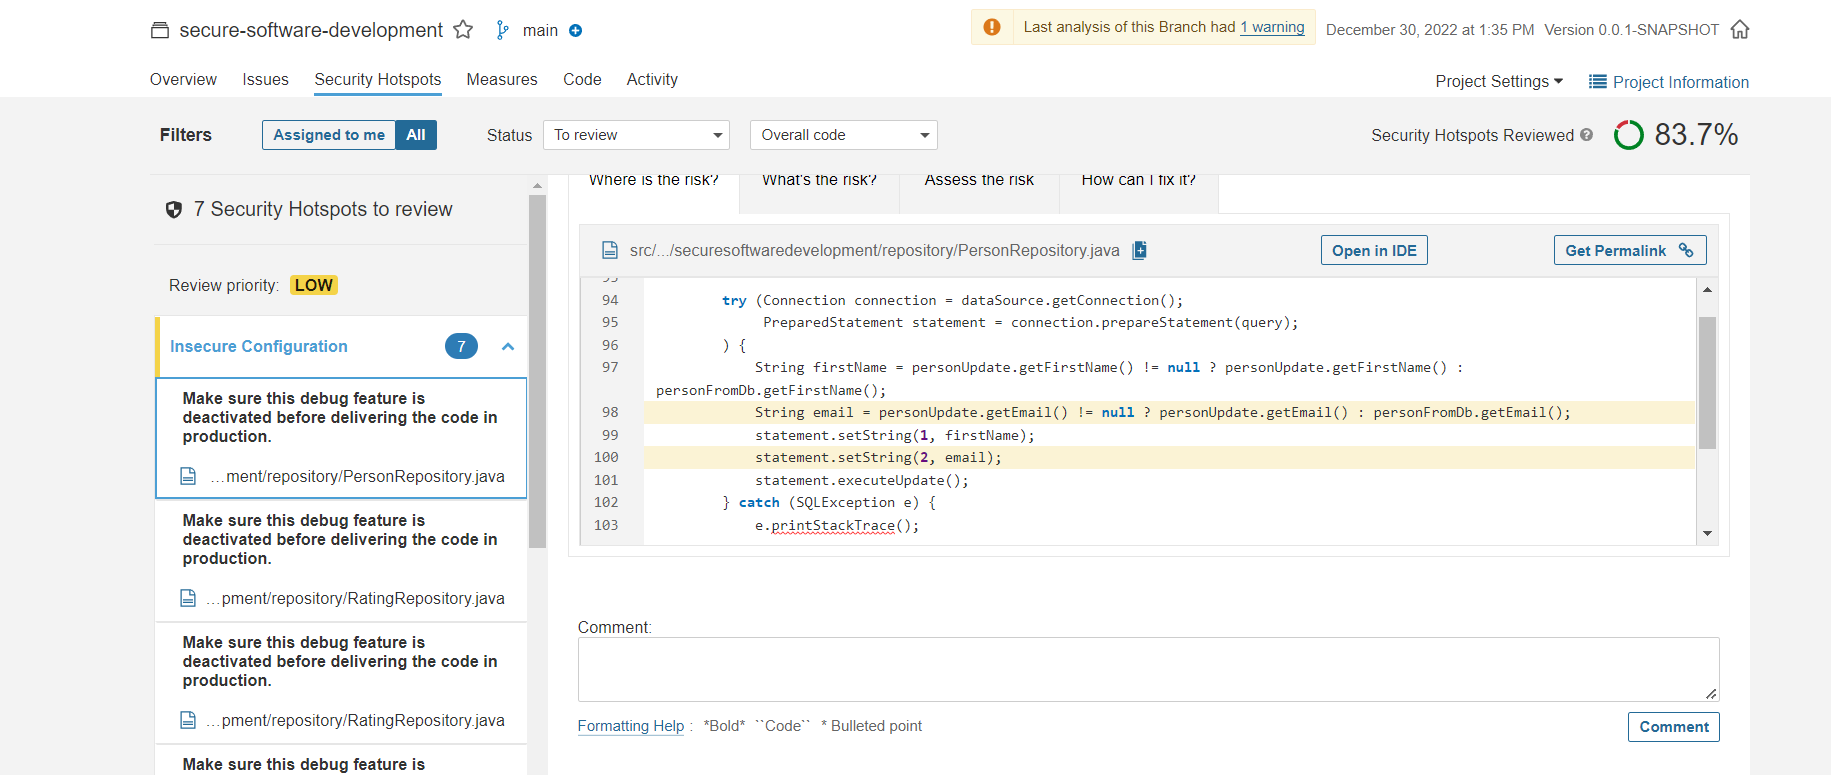 secure-software-development main
Last analysis of this Branch had 1 warning December 30, 2022 at 1:35 PM Version 0.0.1-SNAPSHOT
Overview Issues Security Hotspots Measures Code Activity
Project Settings Project Information
Filters Assigned to me All Status To review Overall code Security Hotspots Reviewed ? 83.7%
7 Security Hotspots to review
Review priority: LOW
Insecure Configuration 7
Make sure this debug feature is
deactivated before delivering the code in
production.
...ment/repository/PersonRepository.java
Make sure this debug feature is
deactivated before delivering the code in
production.
...pment/repository/RatingRepository.java
Make sure this debug feature is
deactivated before delivering the code in
production.
...pment/repository/RatingRepository.java
Make sure this debug feature is
Where is the risk? What's the risk? Assess the risk How can I fix it?
src/.../securesoftwaredevelopment/repository/PersonRepository.java Open in IDE Get Permalink
94 try (Connection connection = dataSource.getConnection();
95 PreparedStatement statement = connection.prepareStatement(query);
96 ) {
97 String firstName = personUpdate.getFirstName() != null ? personUpdate.getFirstName() :
personFromDb.getFirstName();
98 String email = personUpdate.getEmail() != null ? personUpdate.getEmail() : personFromDb.getEmail();
99 statement.setString(1, firstName);
100 statement.setString(2, email);
101 statement.executeUpdate();
102 } catch (SQLException e) {
103 e.printStackTrace();
Comment:
Formatting Help : *Bold* ``Code`` * Bulleted point
Comment